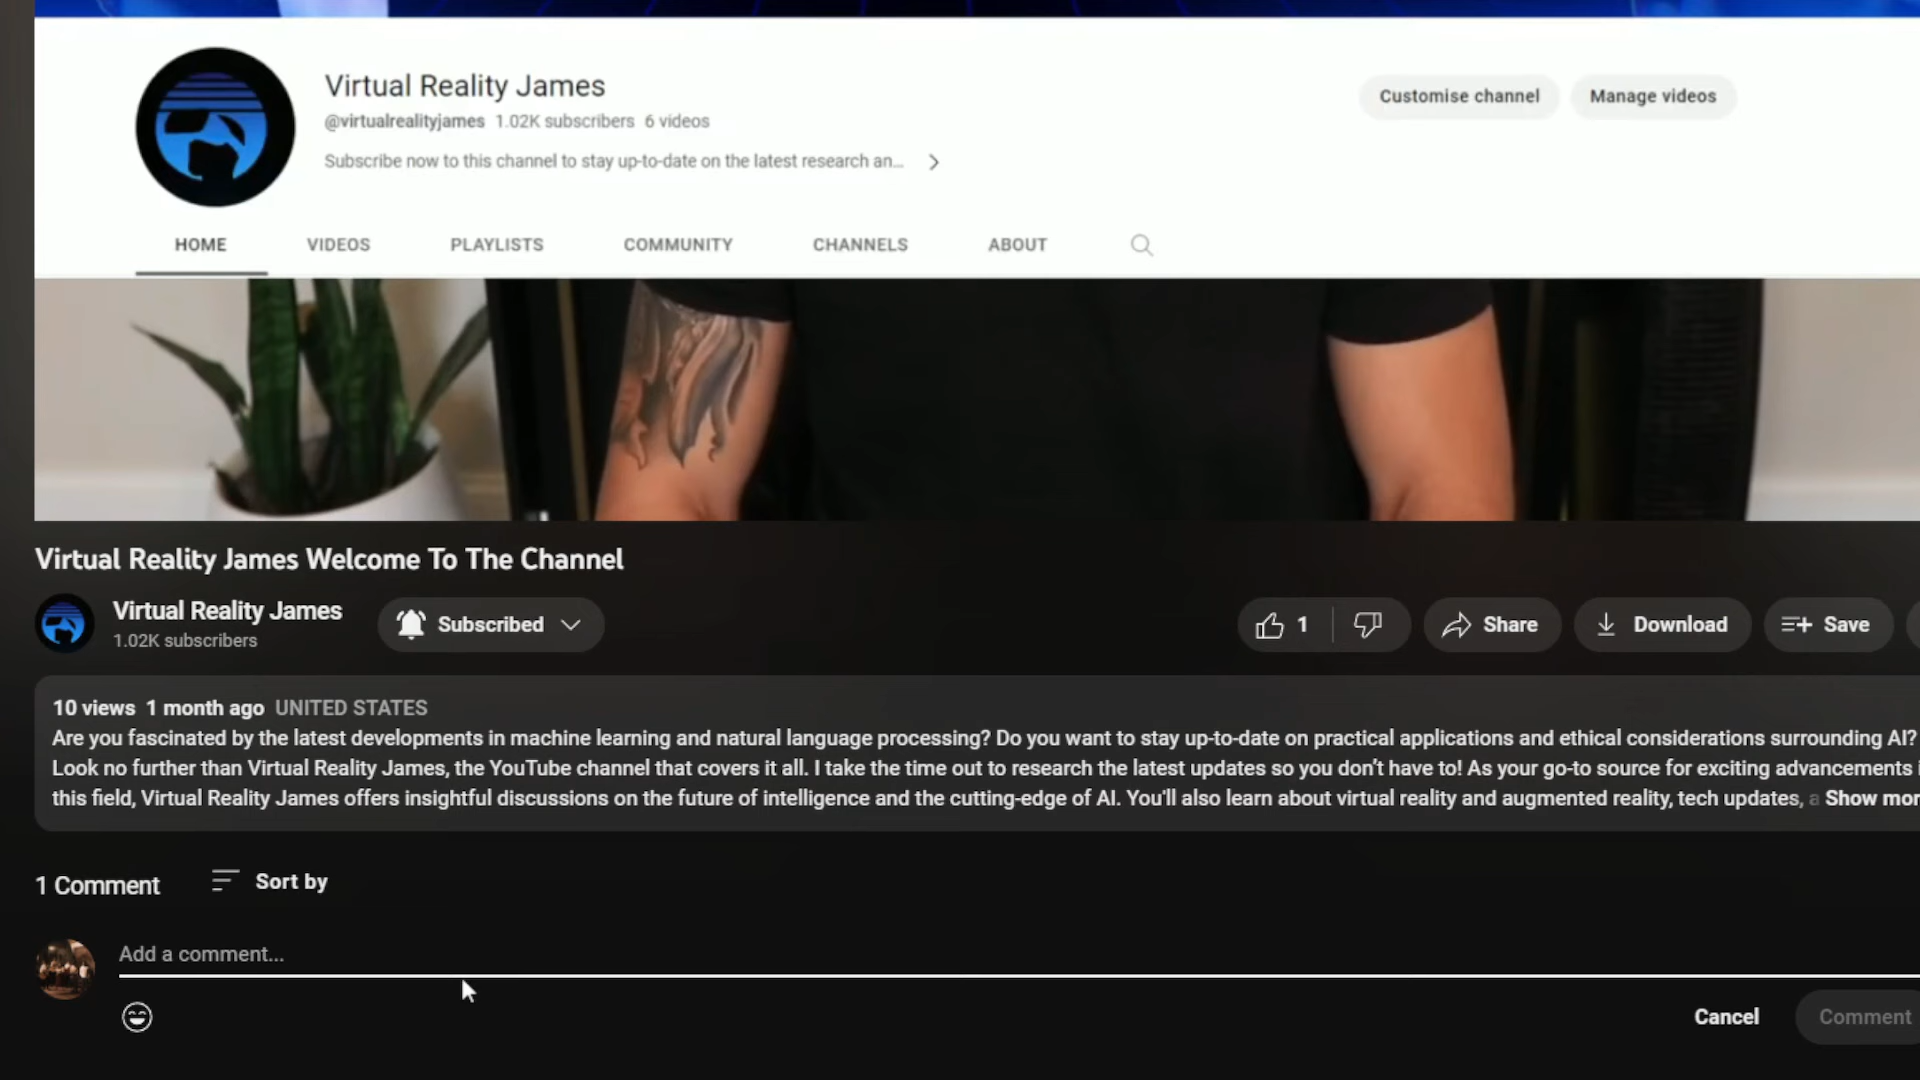 Virtual Reality James
@virtualrealityjames 1.02K subscribers 6 videos
Subscribe now to this channel to stay up-to-date on the latest research an...
Customise channel
Manage videos
HOME VIDEOS PLAYLISTS COMMUNITY CHANNELS ABOUT
Virtual Reality James Welcome To The Channel
Virtual Reality James
1.02K subscribers
Subscribed
1
Share
Download
Save
10 views 1 month ago UNITED STATES
Are you fascinated by the latest developments in machine learning and natural language processing? Do you want to stay up-to-date on practical applications and ethical considerations surrounding AI?
Look no further than Virtual Reality James, the YouTube channel that covers it all. I take the time out to research the latest updates so you don't have to! As your go-to source for exciting advancements i
this field, Virtual Reality James offers insightful discussions on the future of intelligence and the cutting-edge of AI. You'll also learn about virtual reality and augmented reality, tech updates, a Show mor
1 Comment
Sort by
Add a comment...
Cancel
Comment